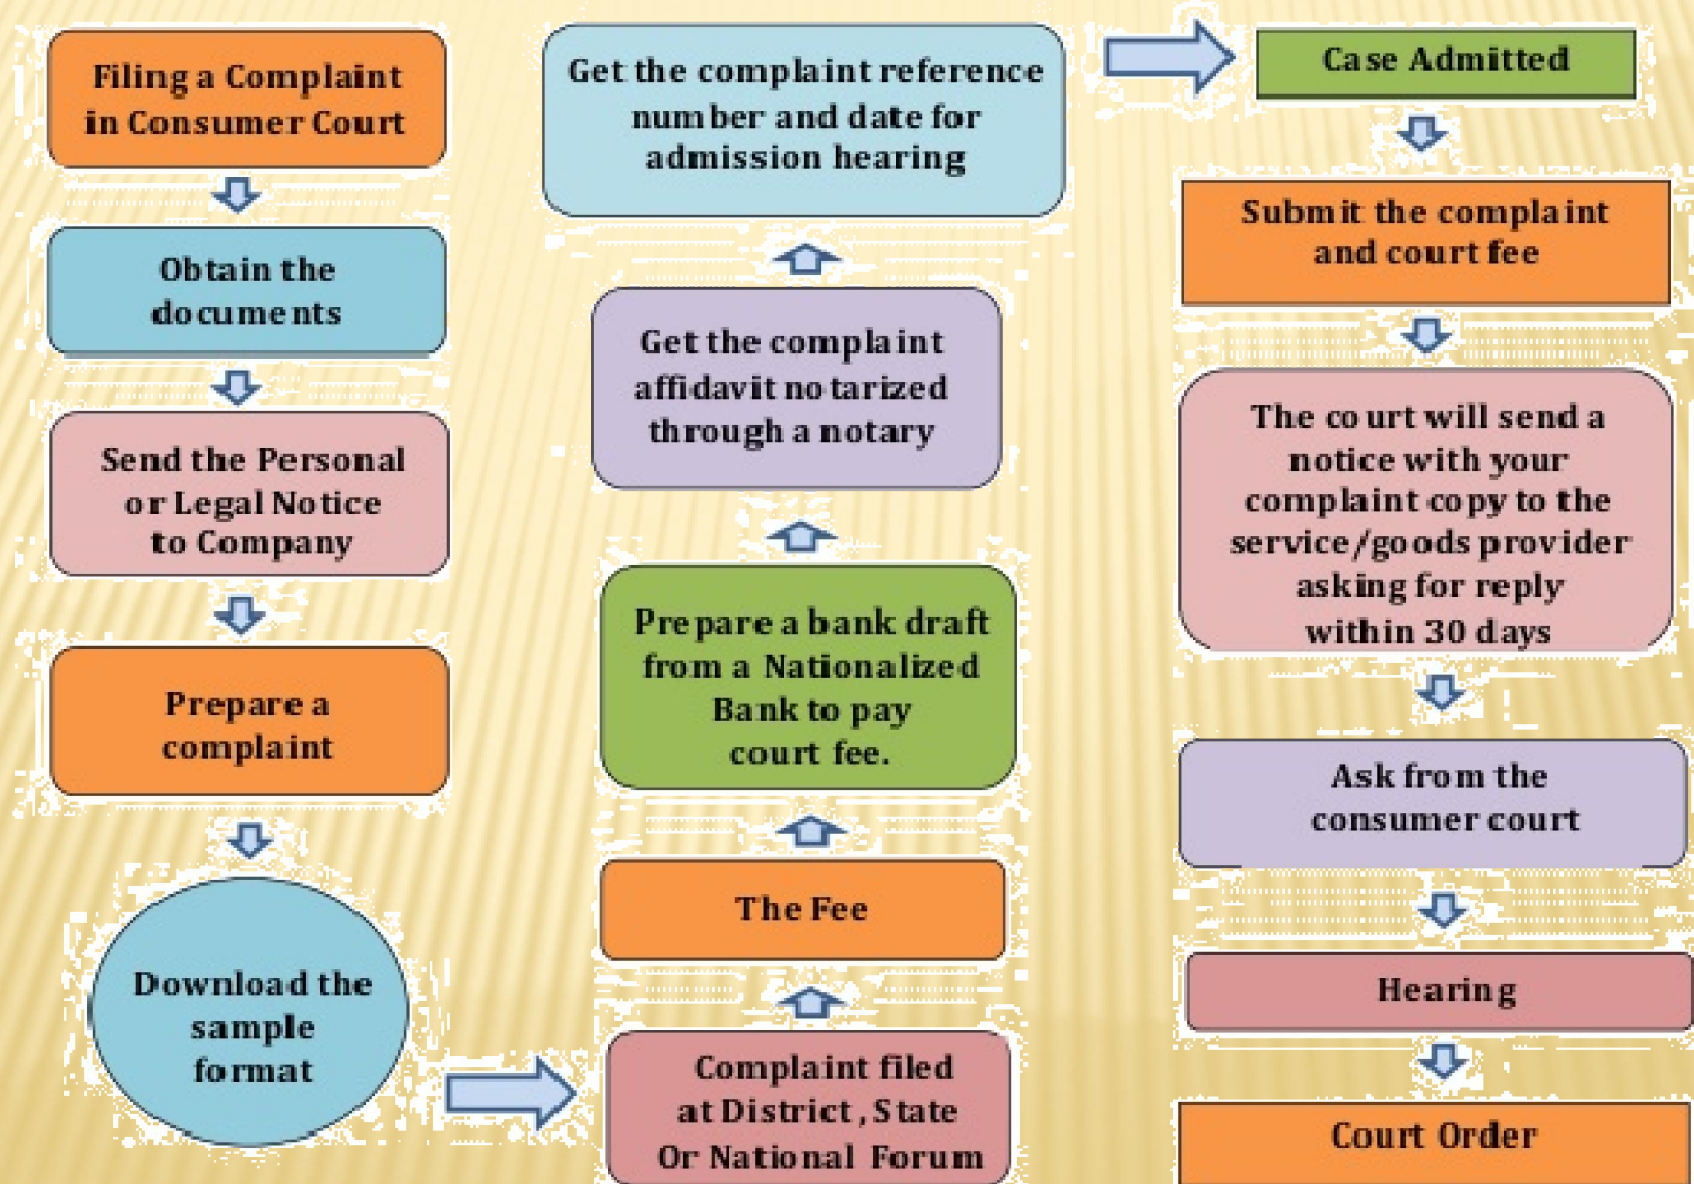 Filing a Complaint
in Consumer Court
Obtain the
documents
Send the Personal
or Legal Notice
to Company
Prepare a
complaint
Download the
sample
format
Complaint filed
at District, State
Or National Forum
The Fee
Prepare a bank draft
from a Nationalized
Bank to pay
court fee.
Get the complaint
affidavit notarized
through a notary
Get the complaint reference
number and date for
admission hearing
Case Admitted
Submit the complaint
and court fee
The court will send a
notice with your
complaint copy to the
service/goods provider
asking for reply
within 30 days
Ask from the
consumer court
Hearing
Court Order